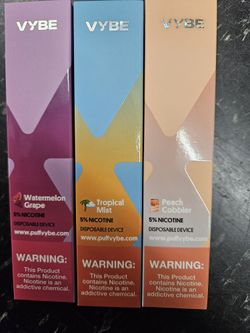 VYBE
Watermelon
Grape
5% NICOTINE
DISPOSABLE DEVICE
www.puffvybe.com
WARNING:
This Product
contains Nicotine.
Nicotine is an
addictive chemical.
VYBE
Tropical
Mist
5% NICOTINE
DISPOSABLE DEVICE
www.puffvybe.com
WARNING:
This Product
contains Nicotine.
Nicotine is an
addictive chemical.
VYBE
Peach
Cobbler
5% NICOTINE
DISPOSABLE DEVICE
www.puffvybe.com
WARNING:
This Product
contains Nicotine.
Nicotine is an
addictive chemical.